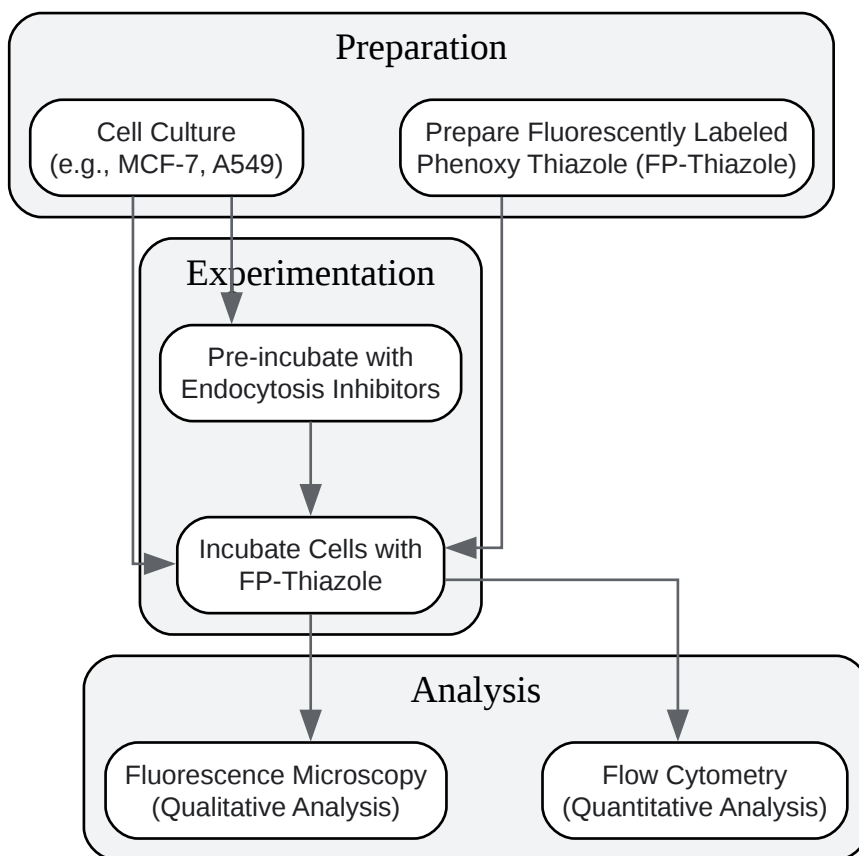 Preparation
Cell Culture
(e.g., MCF-7, A549)
Prepare Fluorescently Labeled
Phenoxy Thiazole (FP-Thiazole)
Experimentation
Pre-incubate with
Endocytosis Inhibitors
Incubate Cells with
FP-Thiazole
Analysis
Fluorescence Microscopy
(Qualitative Analysis)
Flow Cytometry
(Quantitative Analysis)